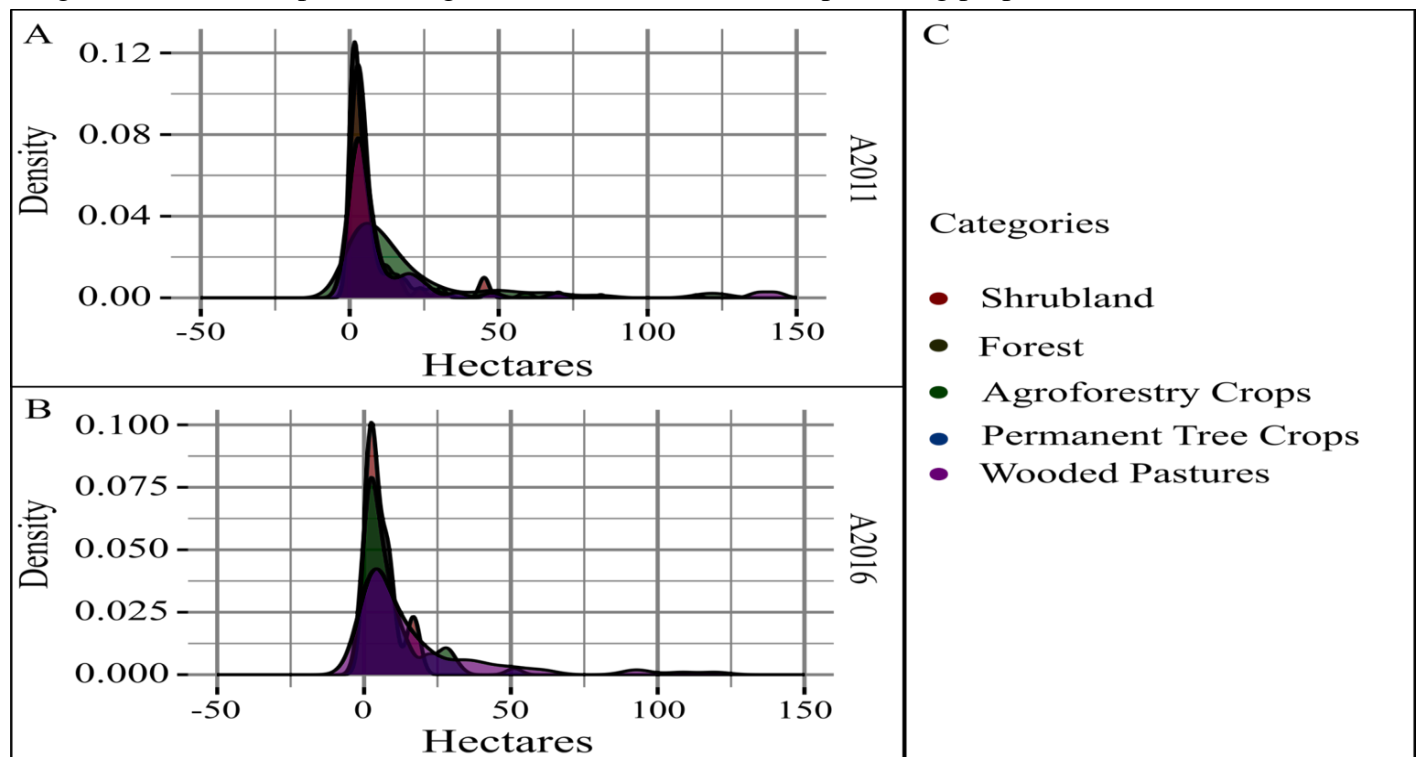 A
0.12
0.08
0.04
0.00
Density
A2011
-50 0 50 100 150
Hectares
B
0.100
0.075
0.050
0.025
0.000
Density
A2016
-50 0 50 100 150
Hectares
C
Categories
Shrubland
Forest
Agroforestry Crops
Permanent Tree Crops
Wooded Pastures